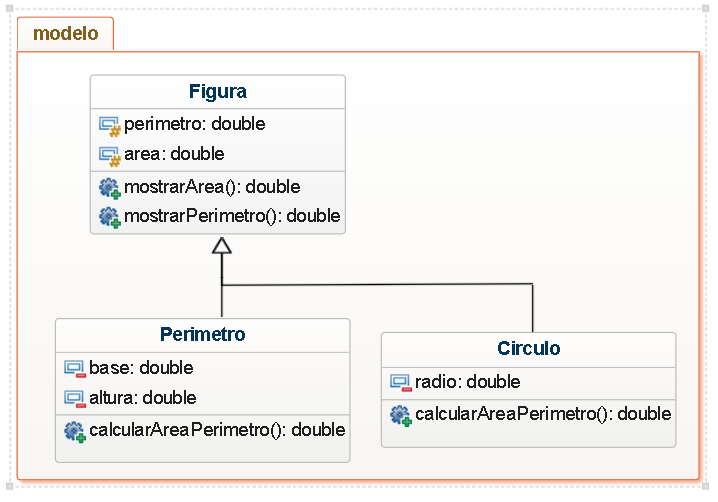 modelo
Figura
perimetro: double
area: double
mostrarArea(): double
mostrarPerimetro(): double
Perimetro
base: double
altura: double
calcularAreaPerimetro(): double
Circulo
radio: double
calcularAreaPerimetro(): double